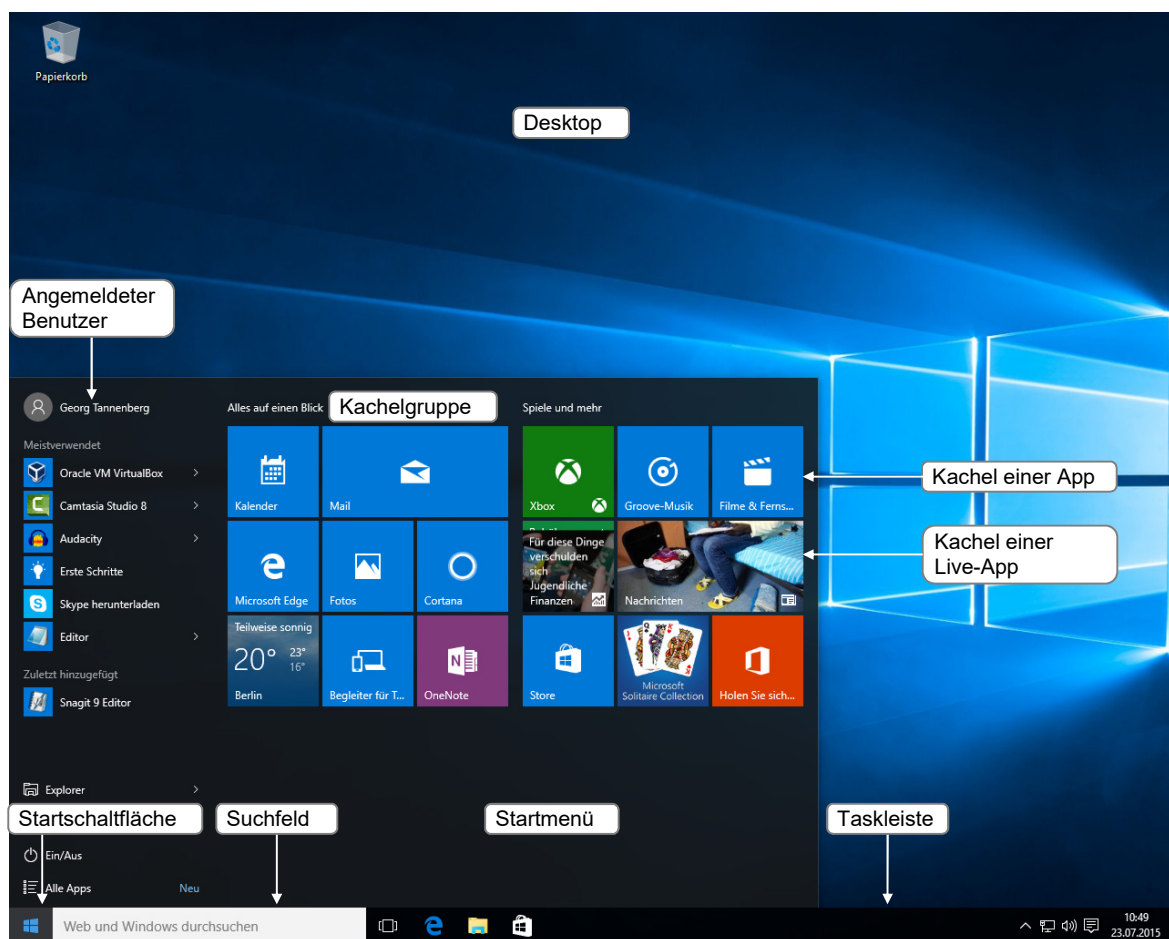 Papierkorb
Desktop
Angemeldeter
Benutzer
Georg Tannenberg
Alles auf einen Blick
Kachelgruppe
Spiele und mehr
Meistverwendet
Oracle VM VirtualBox
Camtasia Studio 8
Audacity
Erste Schritte
Skype herunterladen
Editor
Zuletzt hinzugefügt
Snagit 9 Editor
Kalender
Mail
Xbox
Groove-Musik
Filme & Ferns...
Kachel einer App
Microsoft Edge
Fotos
Cortana
Für diese Dinge
verschulden
sich
Jugendliche
Finanzen
Nachrichten
Kachel einer
Live-App
Teilweise sonnig
20° 23°
16°
Berlin
Begleiter für T...
OneNote
Store
Microsoft
Solitaire Collection
Holen Sie sich...
Explorer
Startschaltfläche
Suchfeld
Startmenü
Taskleiste
Ein/Aus
Alle Apps Neu
Web und Windows durchsuchen
10:49
23.07.2015